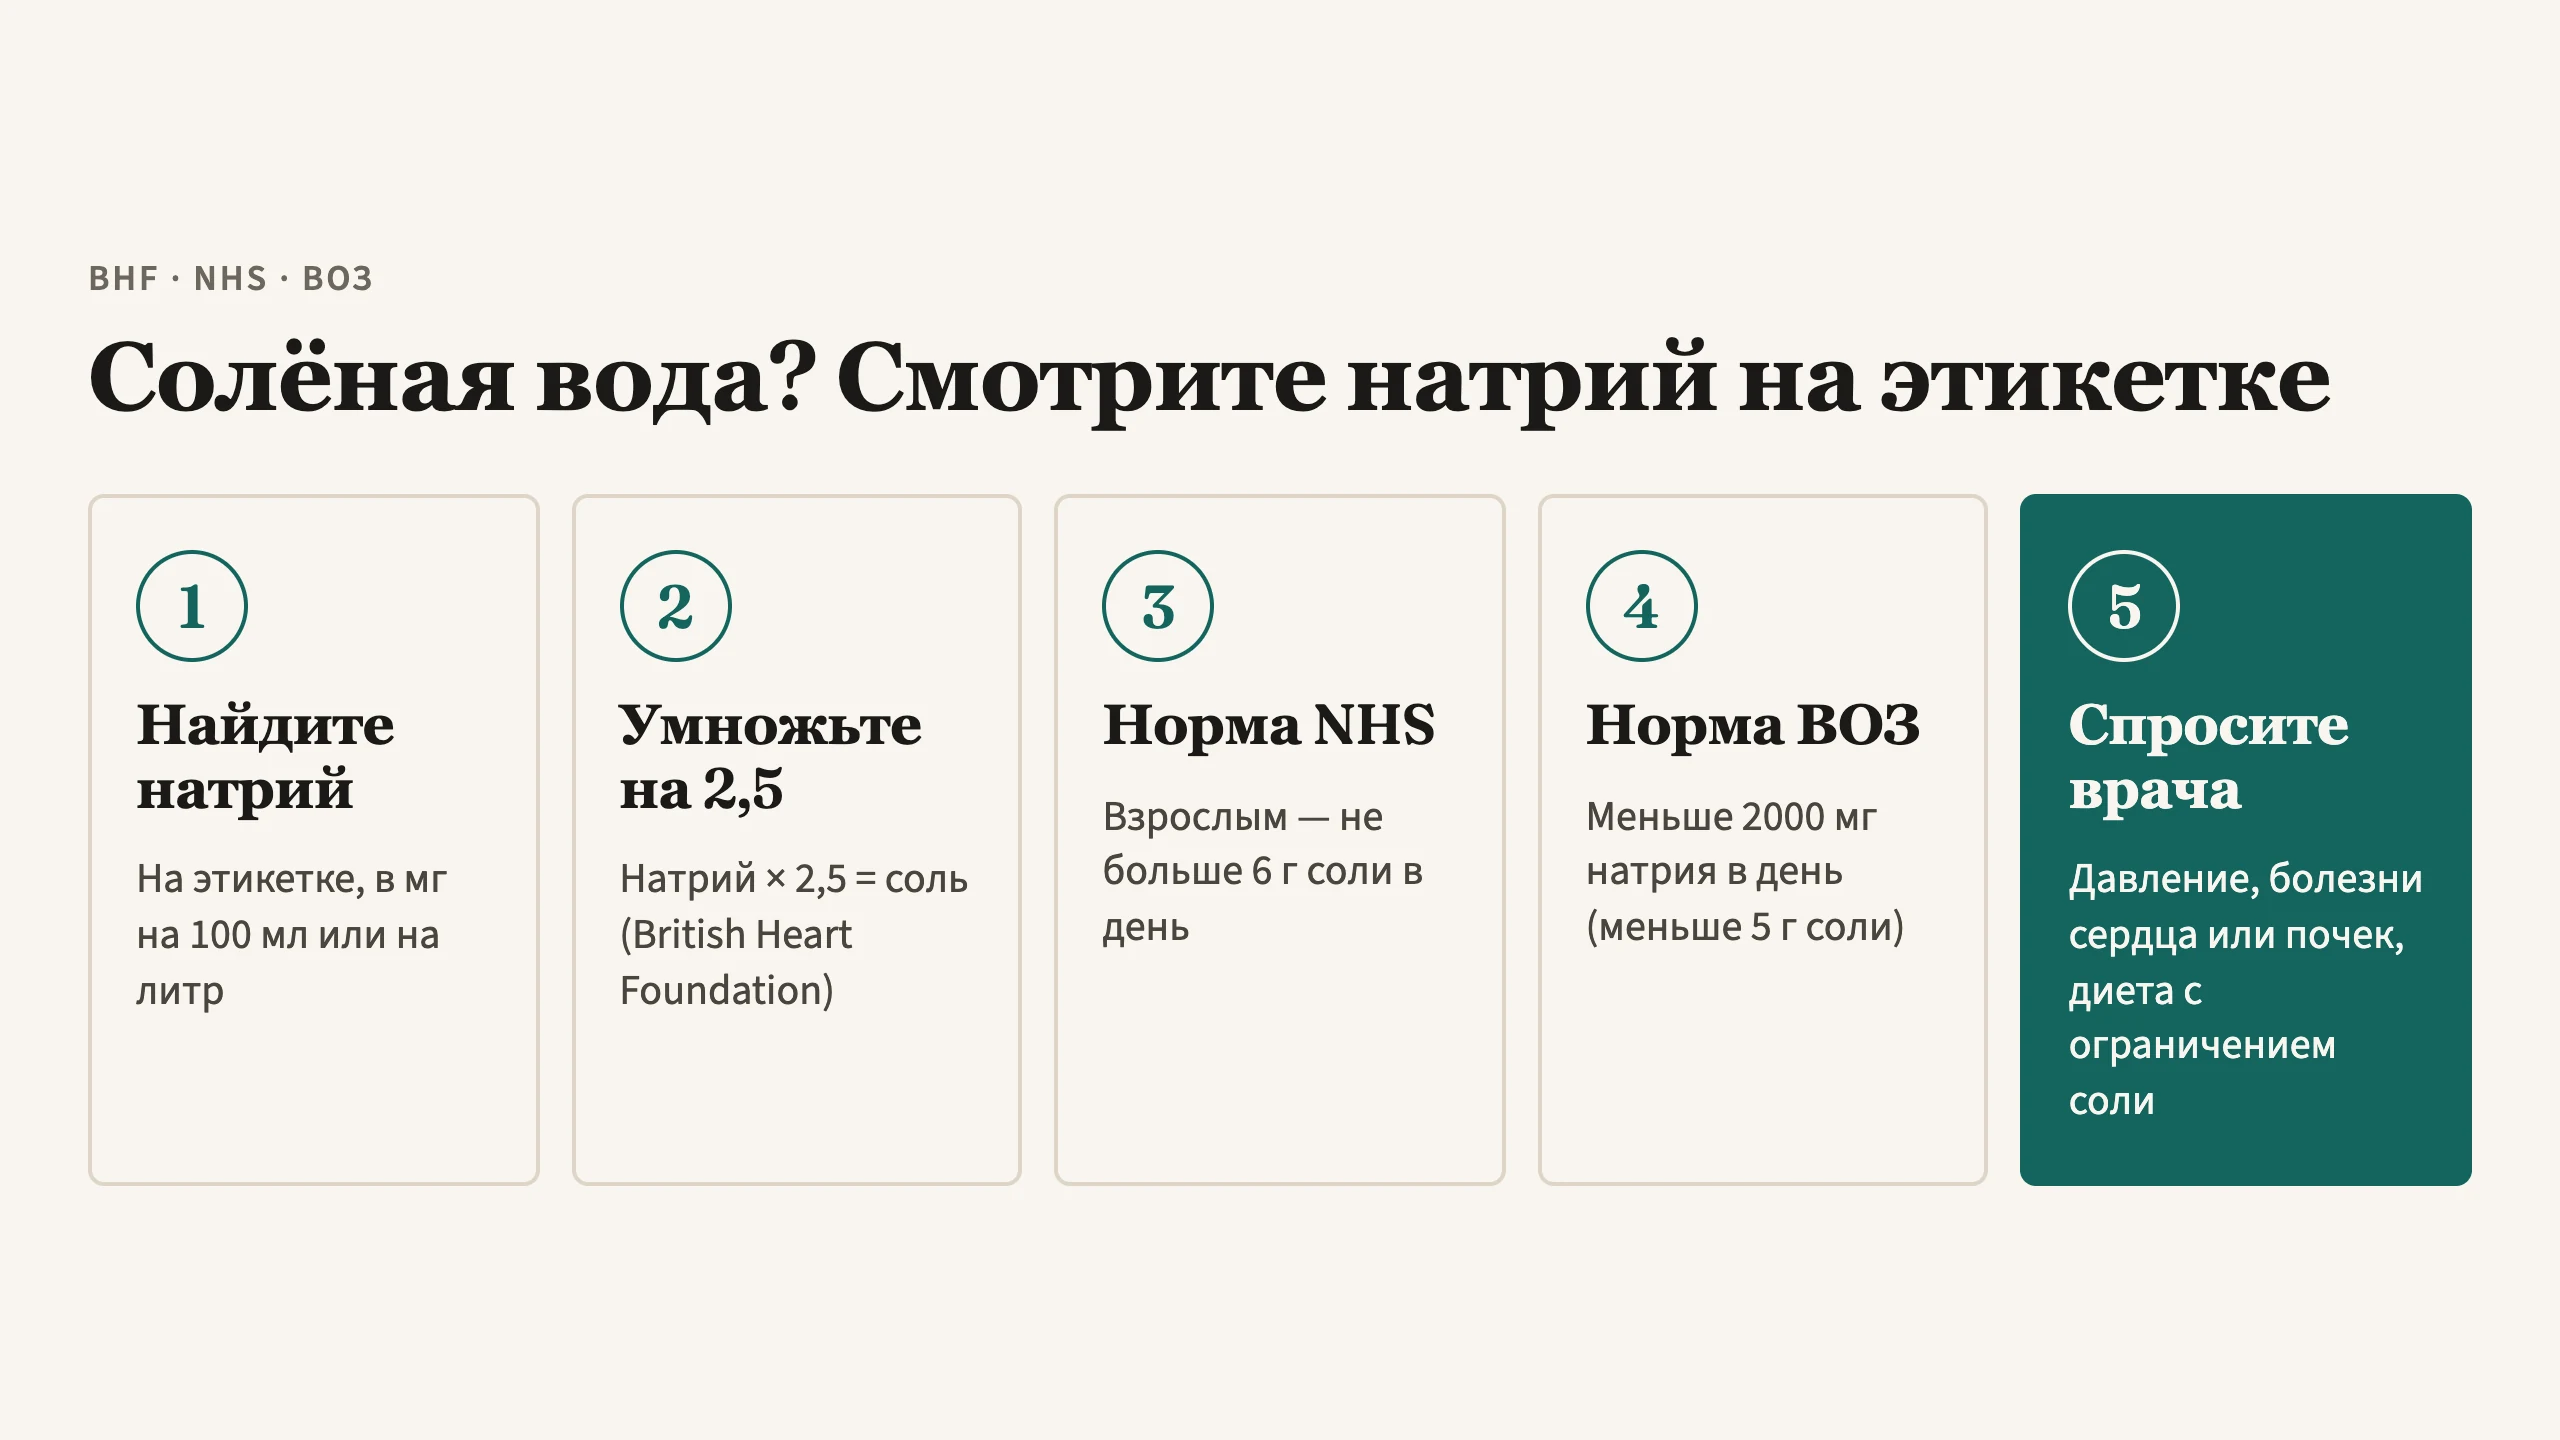 BHF · NHS · ВОЗ
Солёная вода? Смотрите натрий на этикетке
1
Найдите
натрий
На этикетке, в мг
на 100 мл или на
литр
2
Умножьте
на 2,5
Натрий × 2,5 = соль
(British Heart
Foundation)
3
Норма NHS
Взрослым — не
больше 6 г соли в
день
4
Норма ВОЗ
Меньше 2000 мг
натрия в день
(меньше 5 г соли)
5
Спросите
врача
Давление, болезни
сердца или почек,
диета с
ограничением
соли